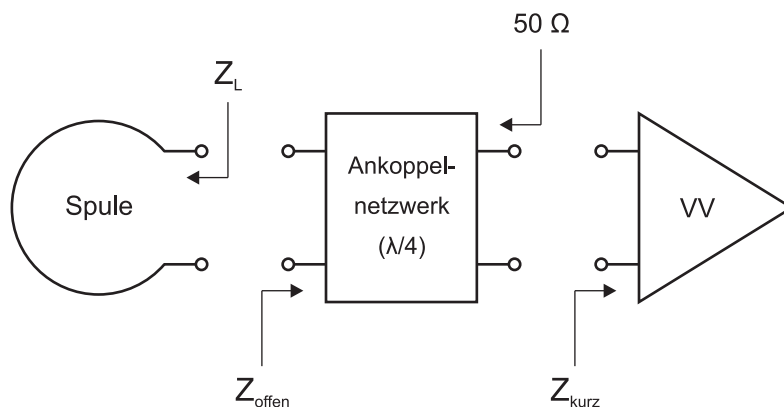 50 Ω
Z_L
Spule
Ankoppel-
netzwerk
(λ/4)
VV
Z_offen
Z_kurz